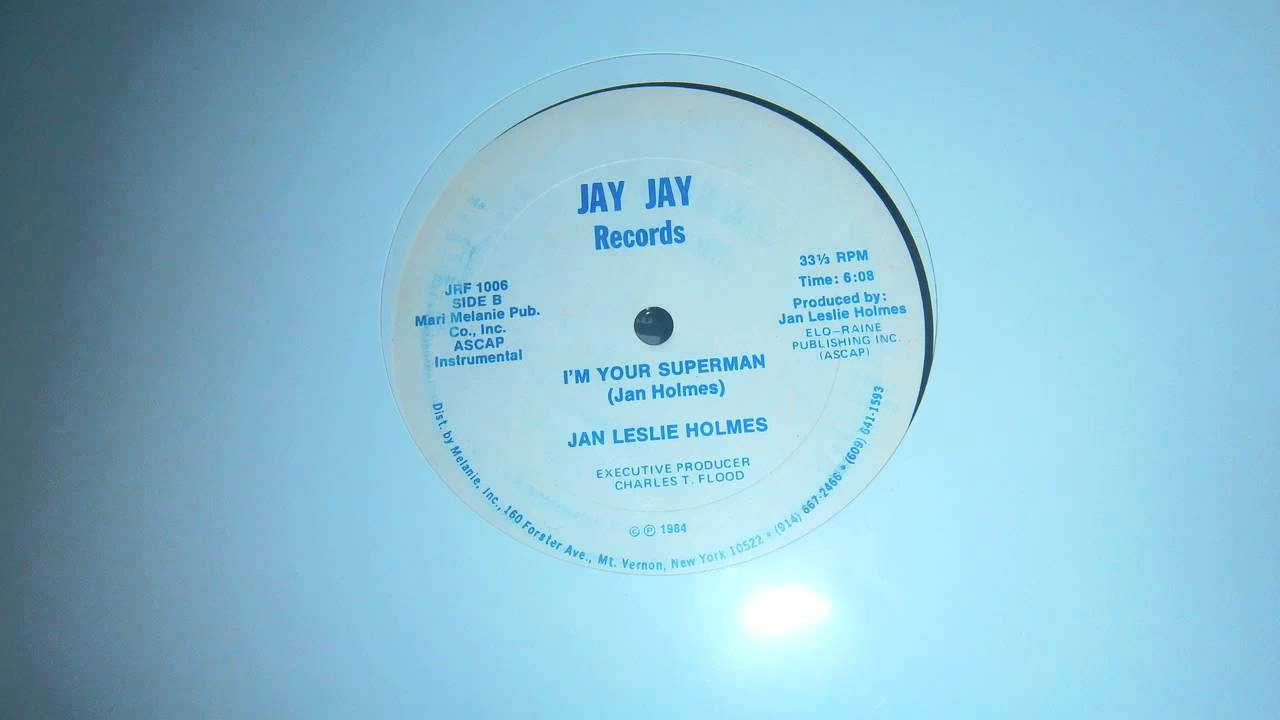 JAY JAY
Records
JRF 1006
SIDE B
Mari Melanie Pub.
Co., Inc.
ASCAP
Instrumental
33⅓ RPM
Time: 6:08
Produced by:
Jan Leslie Holmes
ELO-RAINE
PUBLISHING INC.
(ASCAP)
I'M YOUR SUPERMAN
(Jan Holmes)
JAN LESLIE HOLMES
EXECUTIVE PRODUCER
CHARLES T. FLOOD
© ℗ 1984
Dist. by Melanie, Inc., 160 Forster Ave., Mt. Vernon, New York 10522 • (914) 667-2466 • (609) 641-1593